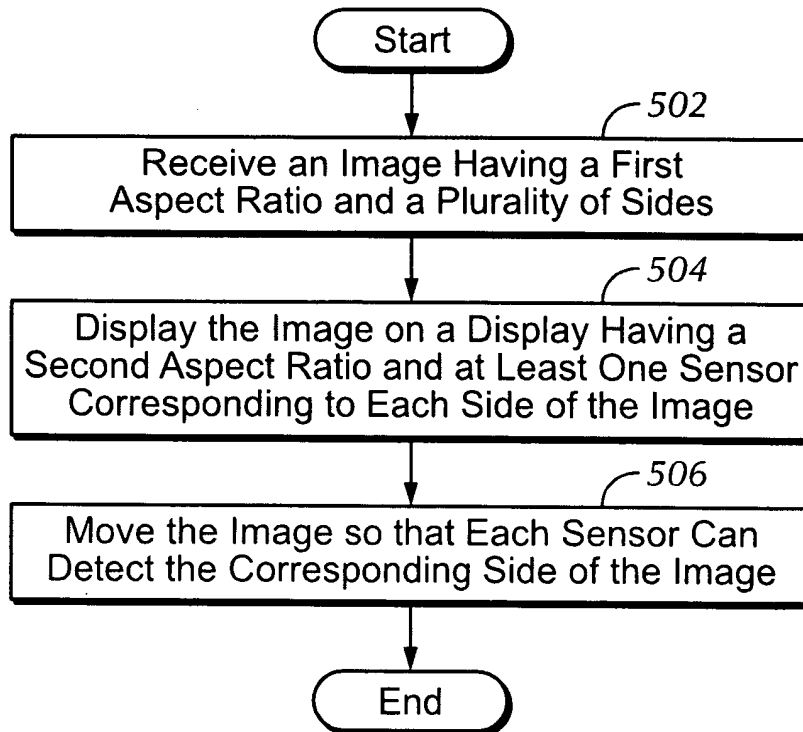 Start
502
Receive an Image Having a First
Aspect Ratio and a Plurality of Sides
504
Display the Image on a Display Having a
Second Aspect Ratio and at Least One Sensor
Corresponding to Each Side of the Image
506
Move the Image so that Each Sensor Can
Detect the Corresponding Side of the Image
End